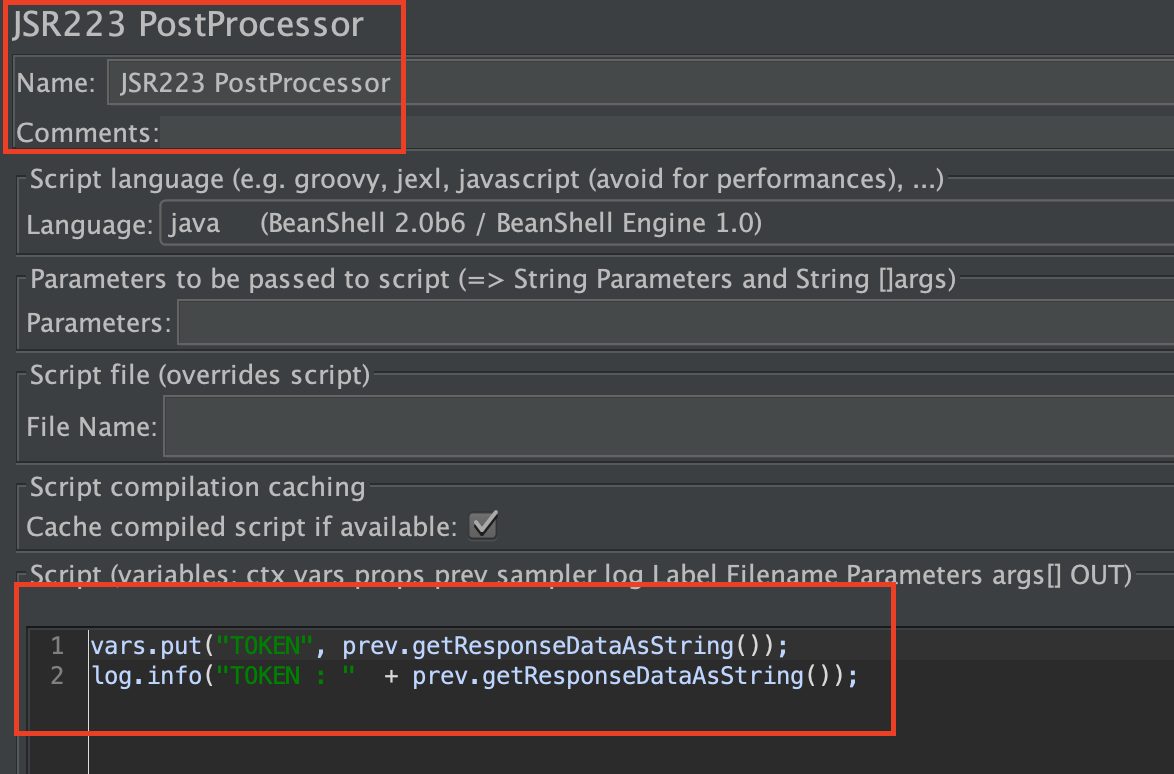 JSR223 PostProcessor
Name: JSR223 PostProcessor
Comments:
Script language (e.g. groovy, jexl, javascript (avoid for performances), ...)
Language: java (BeanShell 2.0b6 / BeanShell Engine 1.0)
Parameters to be passed to script (=> String Parameters and String []args)
Parameters:
Script file (overrides script)
File Name:
Script compilation caching
Cache compiled script if available:
Script (variables: ctx vars props prev sampler log Label Filename Parameters args[] OUT)
1 vars.put("TOKEN", prev.getResponseDataAsString());
2 log.info("TOKEN : "  + prev.getResponseDataAsString());